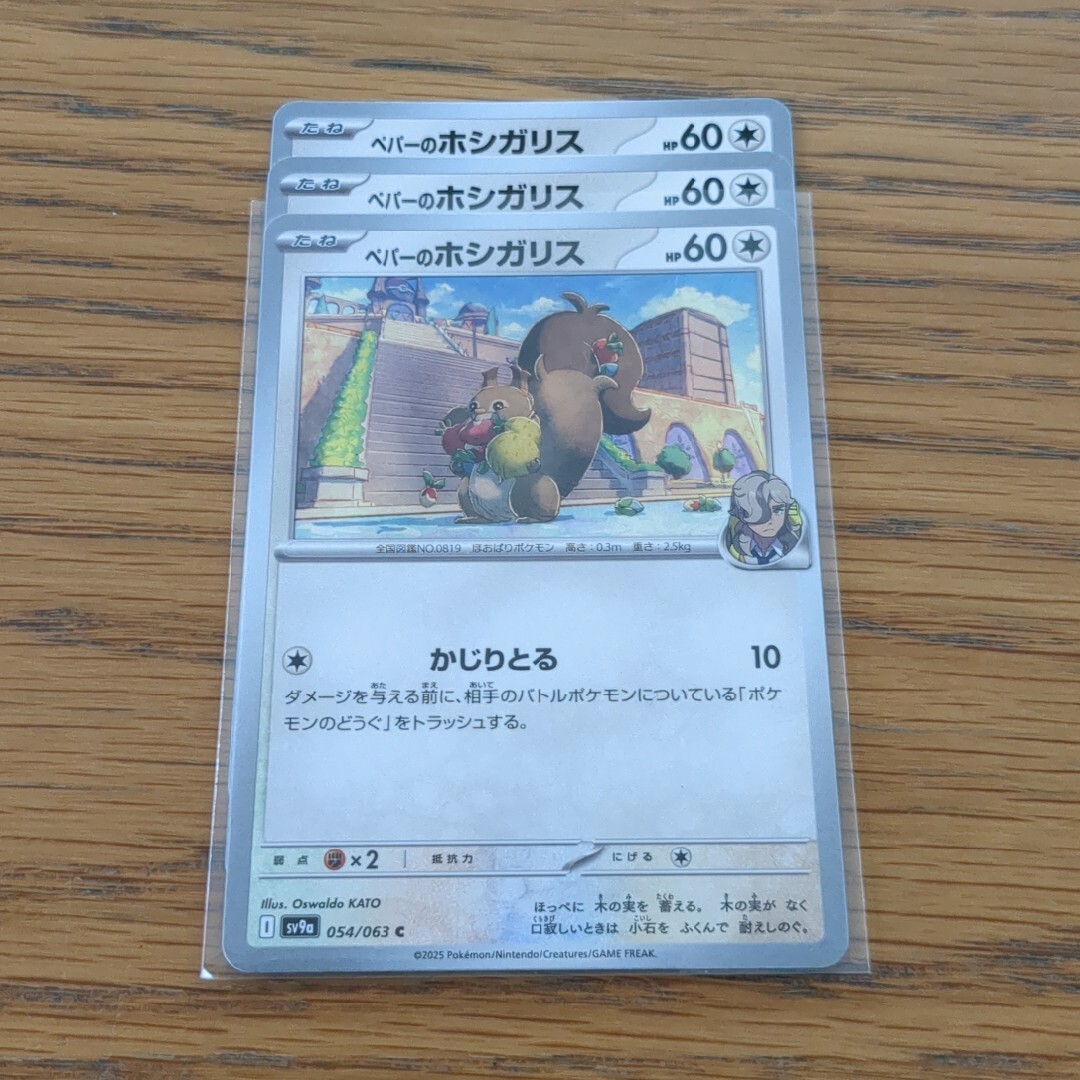 たね ペパーのホシガリス HP60
たね ペパーのホシガリス HP60
たね ペパーのホシガリス HP60
全国図鑑NO.0819 ほおばりポケモン 高さ:0.3m 重さ:2.5kg
かじりとる 10
ダメージを与える前に、相手のバトルポケモンについている「ポケ
モンのどうぐ」をトラッシュする。
弱点 ×2 抵抗力 にげる
Illus. Oswaldo KATO
ほっぺに 木の実を 蓄える。 木の実が なく
口寂しいときは 小石を ふくんで 耐えしのぐ。
I sv9a 054/063 C
©2025 Pokémon/Nintendo/Creatures/GAME FREAK.